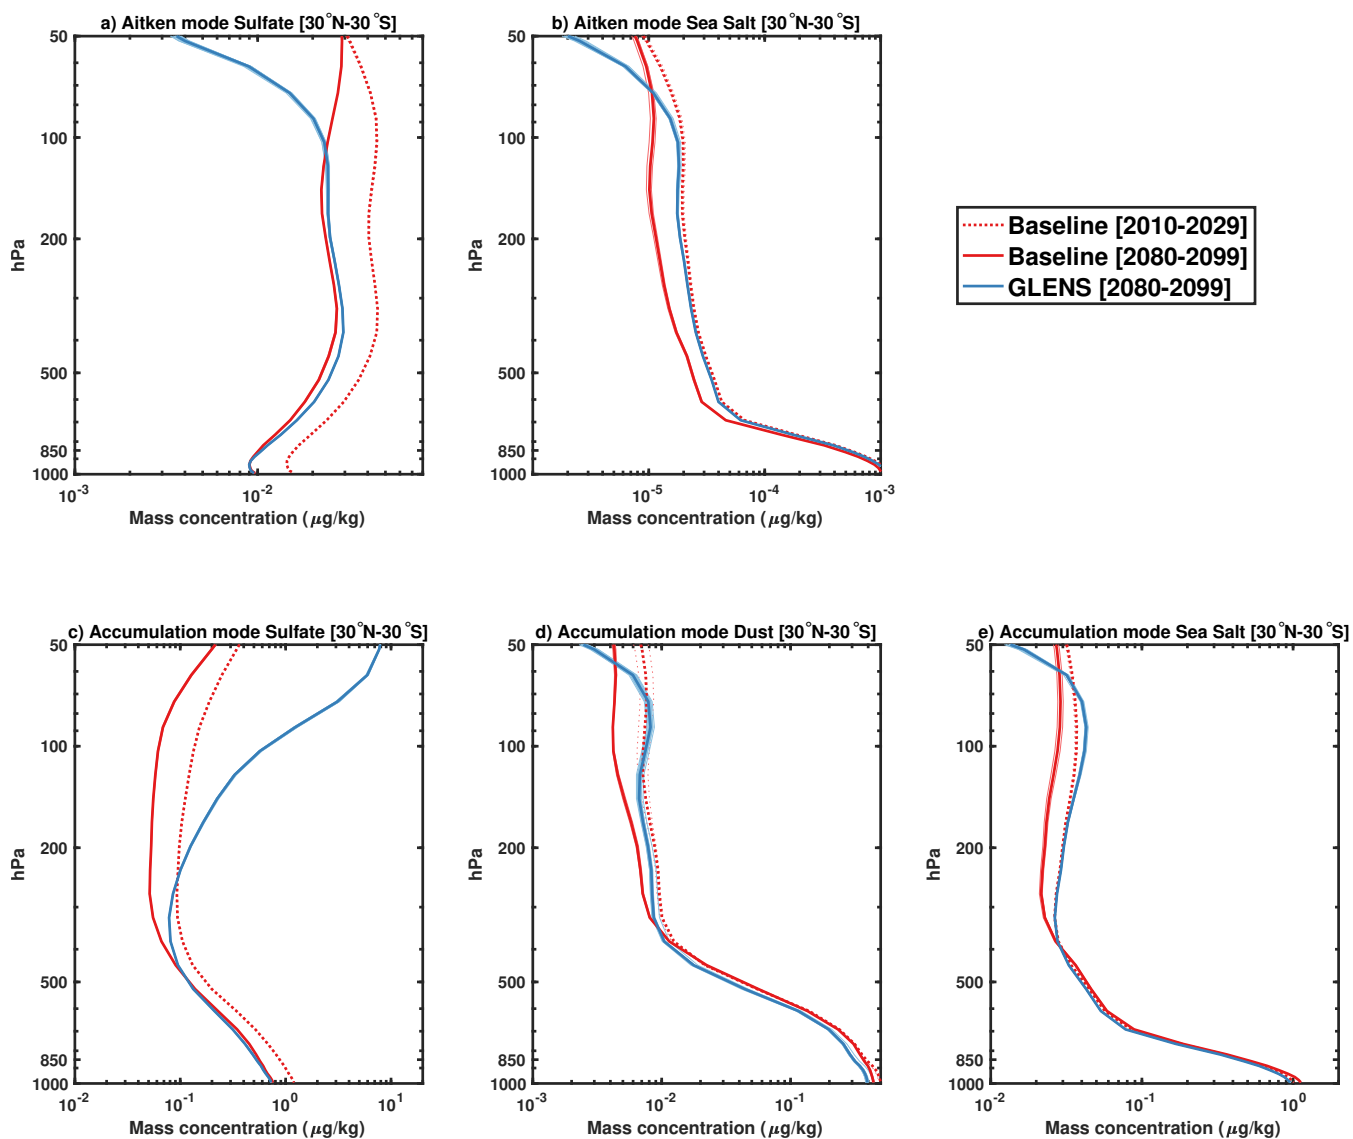 a) Aitken mode Sulfate [30°N-30°S]
50
100
200
500
850
1000
hPa
10-3
10-2
Mass concentration (μg/kg)
b) Aitken mode Sea Salt [30°N-30°S]
50
100
200
500
850
1000
hPa
10-5
10-4
10-3
Mass concentration (μg/kg)
Baseline [2010-2029]
Baseline [2080-2099]
GLENS [2080-2099]
c) Accumulation mode Sulfate [30°N-30°S]
50
100
200
500
850
1000
hPa
10-2
10-1
100
101
Mass concentration (μg/kg)
d) Accumulation mode Dust [30°N-30°S]
50
100
200
500
850
1000
hPa
10-3
10-2
10-1
Mass concentration (μg/kg)
e) Accumulation mode Sea Salt [30°N-30°S]
50
100
200
500
850
1000
hPa
10-2
10-1
100
Mass concentration (μg/kg)